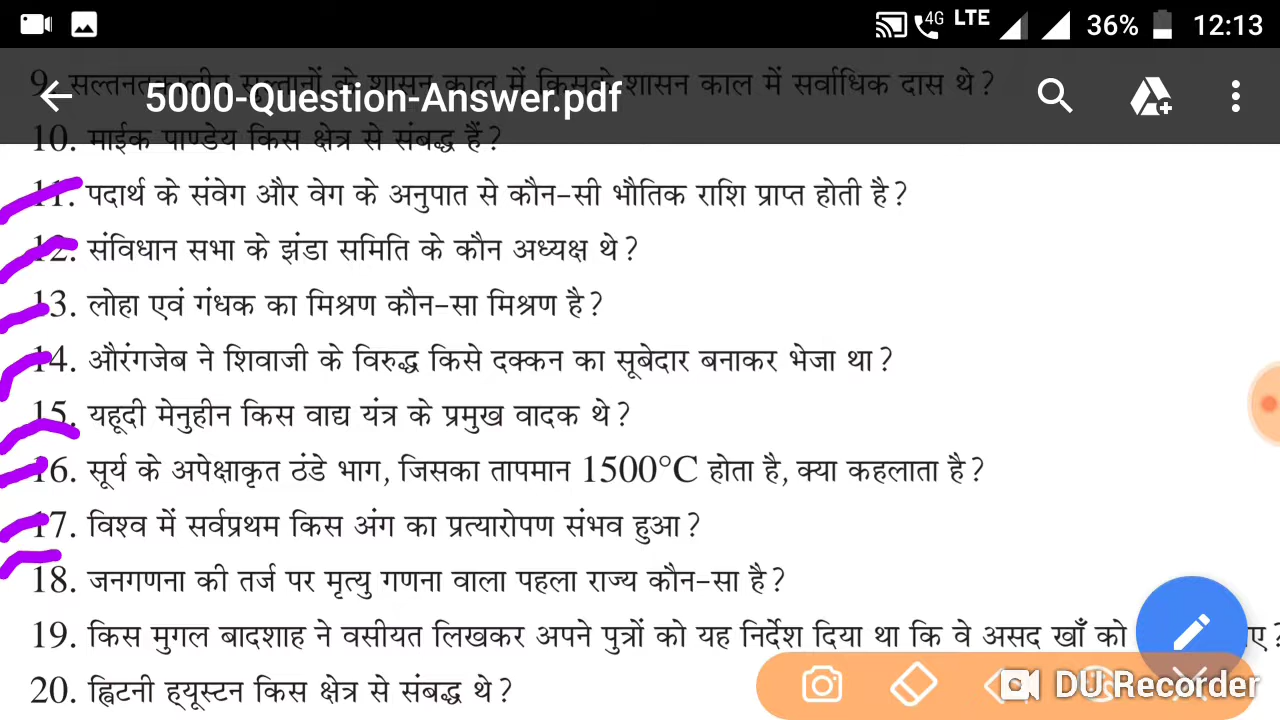 4G LTE 36% 12:13
9. सल्तनतकालीन सुल्तानों के शासन काल में किसके शासन काल में सर्वाधिक दास थे?
5000-Question-Answer.pdf
10. माईक पाण्डेय किस क्षेत्र से संबद्ध हैं?
11. पदार्थ के संवेग और वेग के अनुपात से कौन-सी भौतिक राशि प्राप्त होती है?
12. संविधान सभा के झंडा समिति के कौन अध्यक्ष थे?
13. लोहा एवं गंधक का मिश्रण कौन-सा मिश्रण है?
14. औरंगजेब ने शिवाजी के विरुद्ध किसे दक्कन का सूबेदार बनाकर भेजा था?
15. यहूदी मेनुहीन किस वाद्य यंत्र के प्रमुख वादक थे?
16. सूर्य के अपेक्षाकृत ठंडे भाग, जिसका तापमान 1500°C होता है, क्या कहलाता है?
17. विश्व में सर्वप्रथम किस अंग का प्रत्यारोपण संभव हुआ?
18. जनगणना की तर्ज पर मृत्यु गणना वाला पहला राज्य कौन-सा है?
19. किस मुगल बादशाह ने वसीयत लिखकर अपने पुत्रों को यह निर्देश दिया था कि वे असद खाँ को
20. ह्विटनी ह्यूस्टन किस क्षेत्र से संबद्ध थे?
DU Recorder